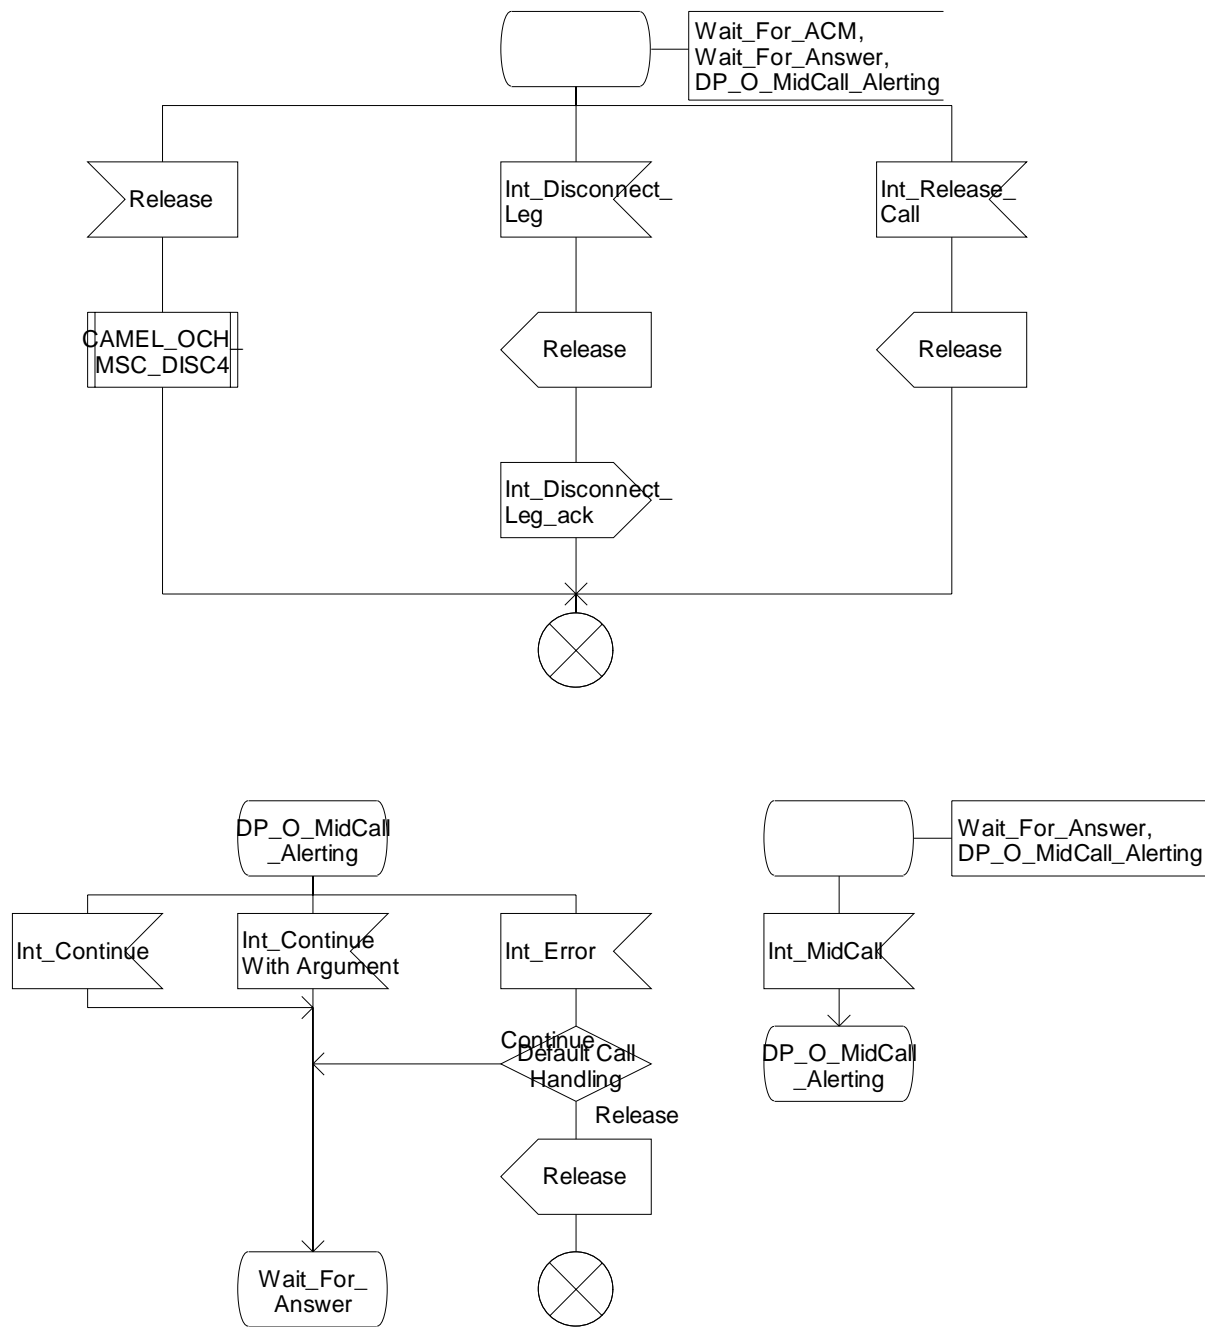 Wait_For_ACM,
Wait_For_Answer,
DP_O_MidCall_Alerting
Release
Int_Disconnect_
Leg
Int_Release_
Call
CAMEL_OCH_
MSC_DISC4
Release
Release
Int_Disconnect_
Leg_ack
DP_O_MidCall
_Alerting
Wait_For_Answer,
DP_O_MidCall_Alerting
Int_Continue
Int_Continue
With Argument
Int_Error
Int_MidCall
Continue
Default Call
Handling
DP_O_MidCall
_Alerting
Release
Release
Wait_For_
Answer